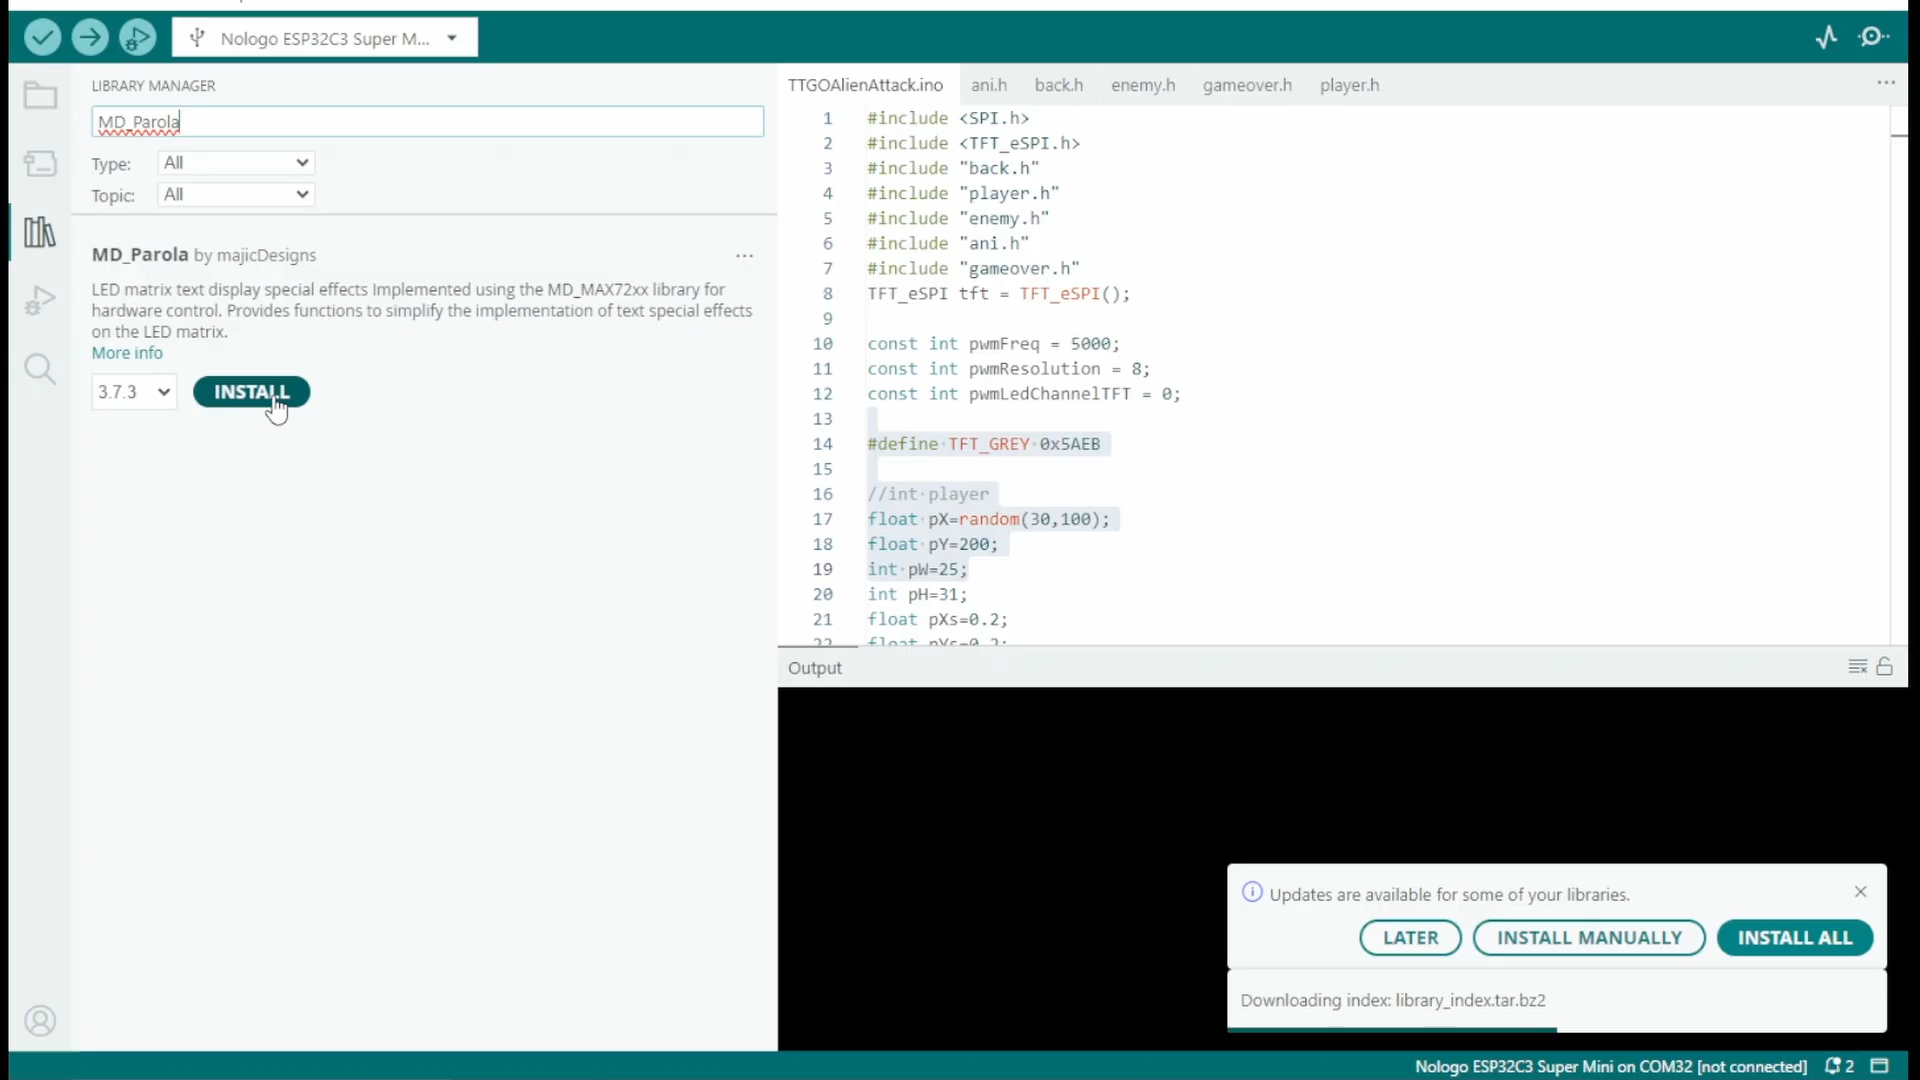 Nologo ESP32C3 Super M...
LIBRARY MANAGER
MD_Parola
Type: All
Topic: All
MD_Parola by majicDesigns
...
LED matrix text display special effects Implemented using the MD_MAX72xx library for
hardware control. Provides functions to simplify the implementation of text special effects
on the LED matrix.
More info
3.7.3 INSTALL
TTGOAlienAttack.ino ani.h back.h enemy.h gameover.h player.h
1 #include <SPI.h>
2 #include <TFT_eSPI.h>
3 #include "back.h"
4 #include "player.h"
5 #include "enemy.h"
6 #include "ani.h"
7 #include "gameover.h"
8 TFT_eSPI tft = TFT_eSPI();
9
10 const int pwmFreq = 5000;
11 const int pwmResolution = 8;
12 const int pwmLedChannelTFT = 0;
13
14 #define TFT_GREY 0x5AEB
15
16 //int player
17 float pX=random(30,100);
18 float pY=200;
19 int pW=25;
20 int pH=31;
21 float pXs=0.2;
22 float pYs=0.2;
Output
Updates are available for some of your libraries.
LATER INSTALL MANUALLY INSTALL ALL
Downloading index: library_index.tar.bz2
Nologo ESP32C3 Super Mini on COM32 [not connected] 2